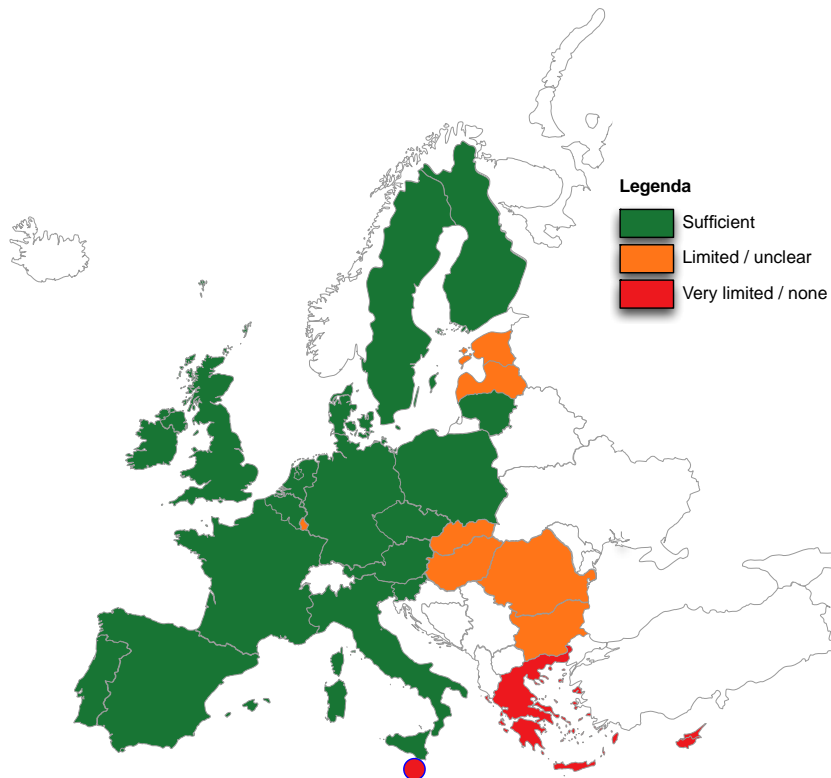 Legenda
Sufficient
Limited / unclear
Very limited / none